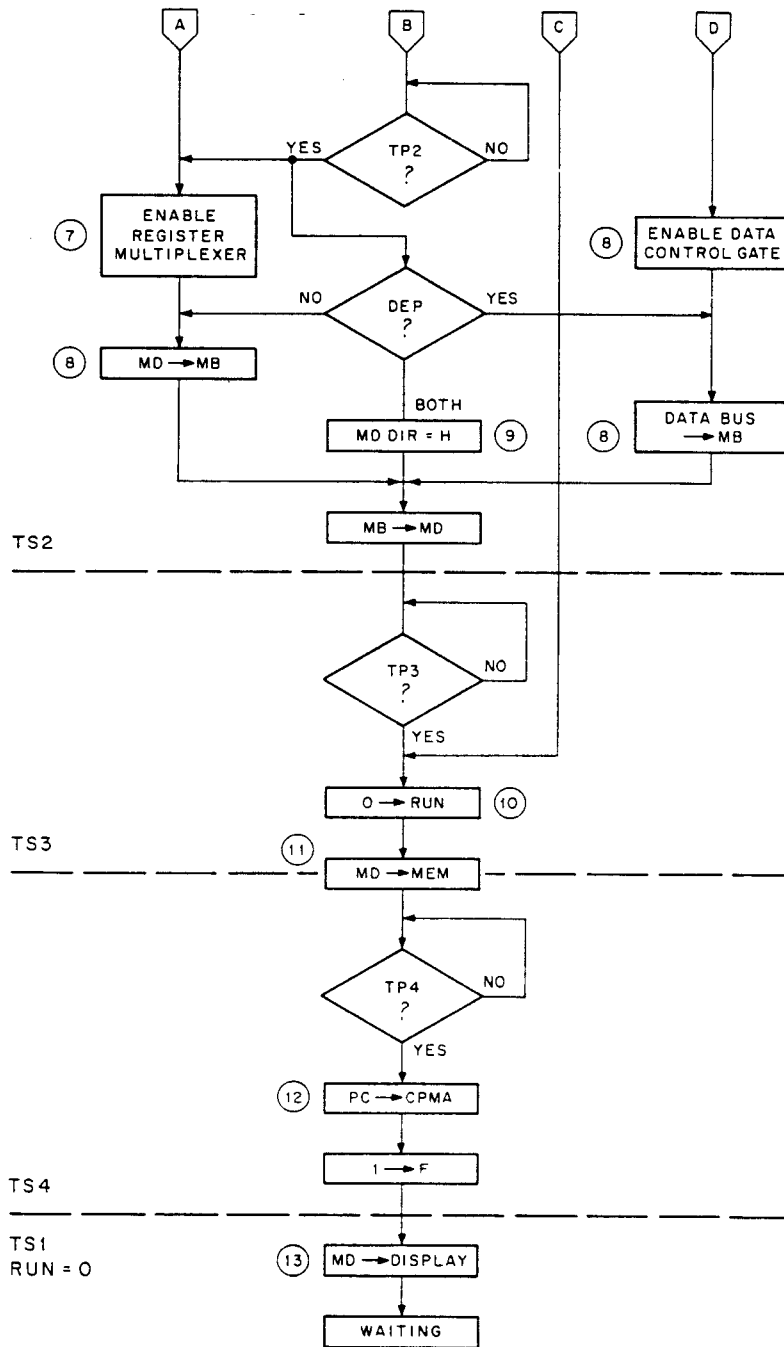 A
B
C
D
YES
TP2
?
NO
7
ENABLE
REGISTER
MULTIPLEXER
8
ENABLE DATA
CONTROL GATE
NO
DEP
?
YES
8
MD → MB
BOTH
MD DIR = H
9
8
DATA BUS
→ MB
MB → MD
TS2
TP3
?
NO
YES
0 → RUN
10
TS3
11
MD → MEM
TP4
?
NO
YES
12
PC → CPMA
1 → F
TS4
TS1
RUN = 0
13
MD → DISPLAY
WAITING